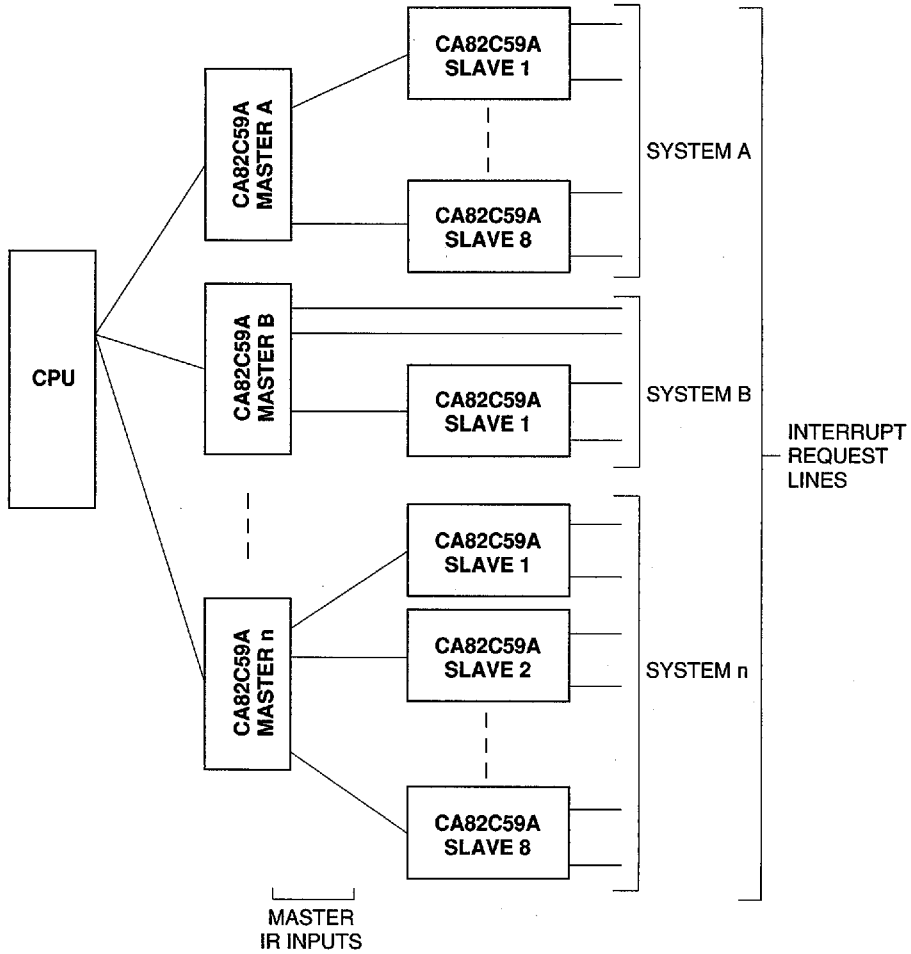 CPU
CA82C59A
MASTER A
CA82C59A
SLAVE 1
CA82C59A
SLAVE 8
SYSTEM A
CA82C59A
MASTER B
CA82C59A
SLAVE 1
SYSTEM B
INTERRUPT
REQUEST
LINES
CA82C59A
MASTER n
CA82C59A
SLAVE 1
CA82C59A
SLAVE 2
CA82C59A
SLAVE 8
SYSTEM n
MASTER
IR INPUTS